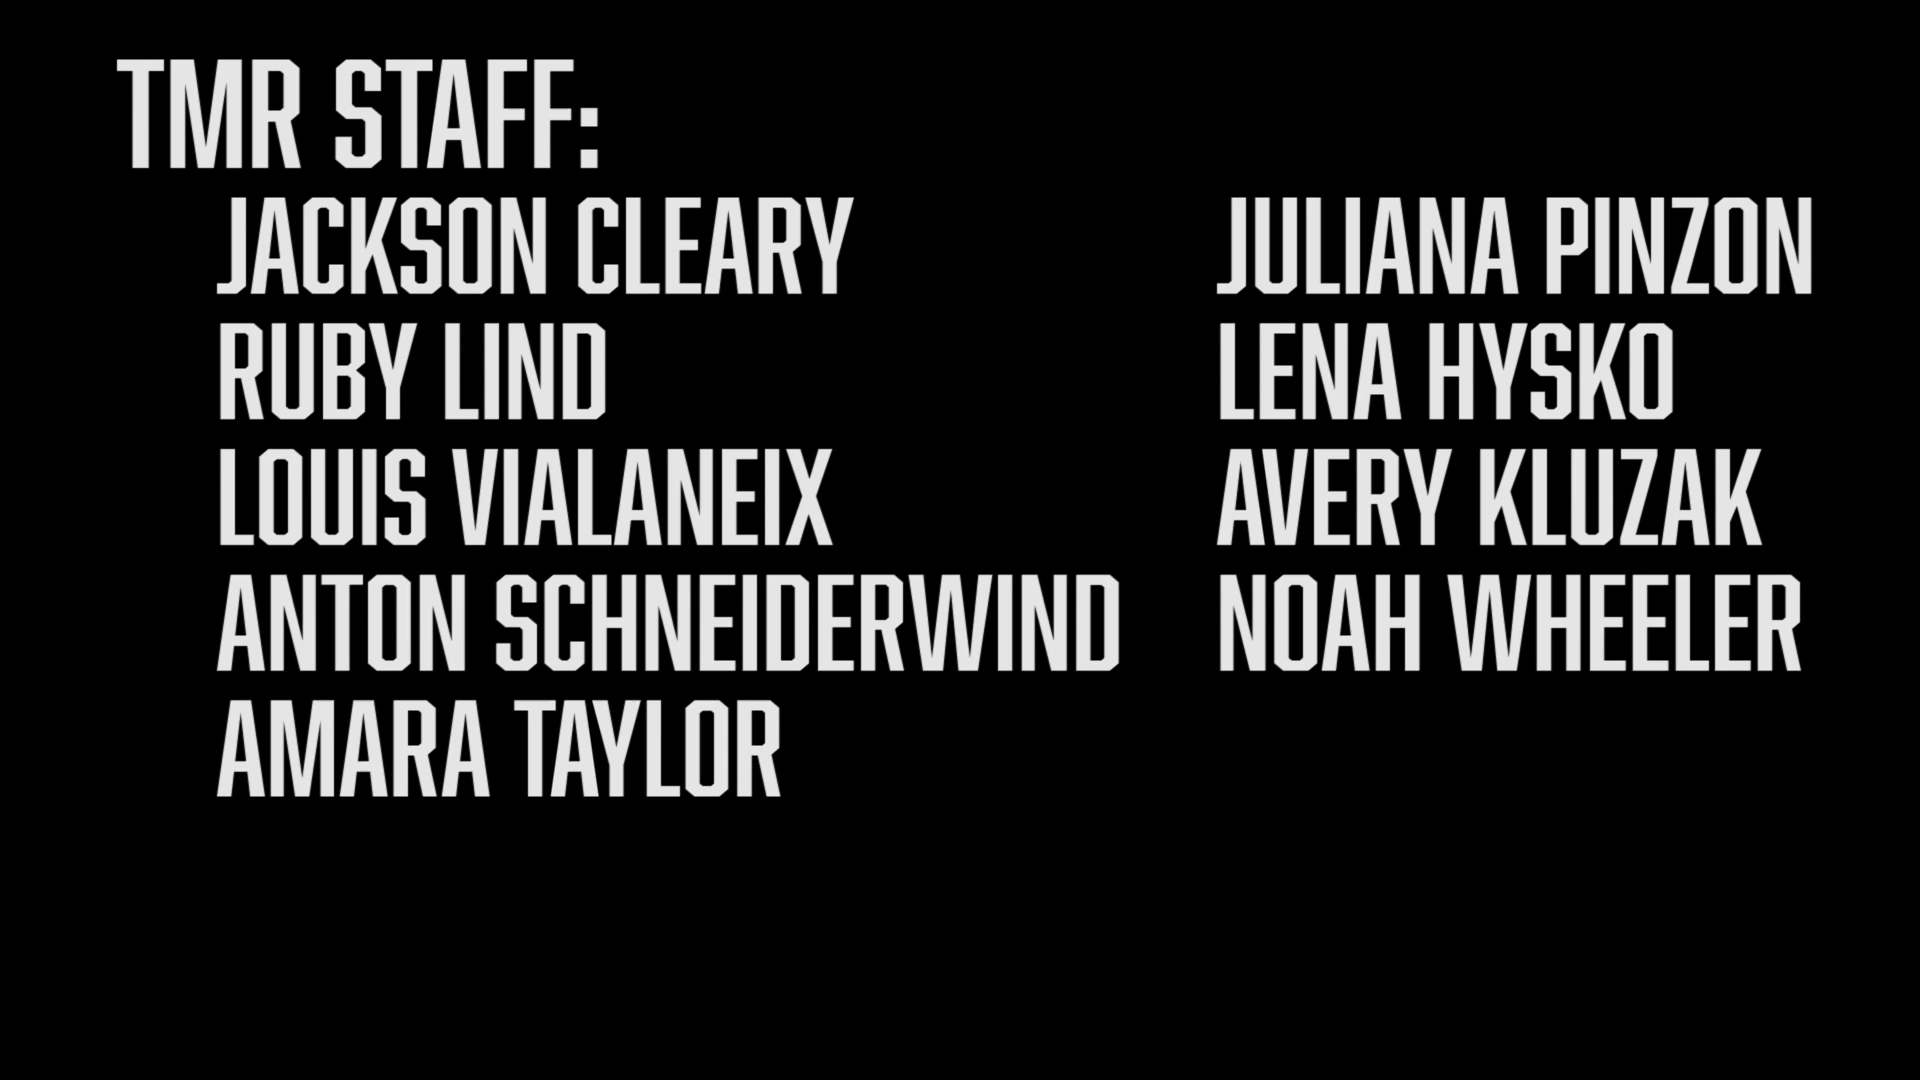 TMR STAFF:
JACKSON CLEARY
RUBY LIND
LOUIS VIALANEIX
ANTON SCHNEIDERWIND
AMARA TAYLOR
JULIANA PINZON
LENA HYSKO
AVERY KLUZAK
NOAH WHEELER